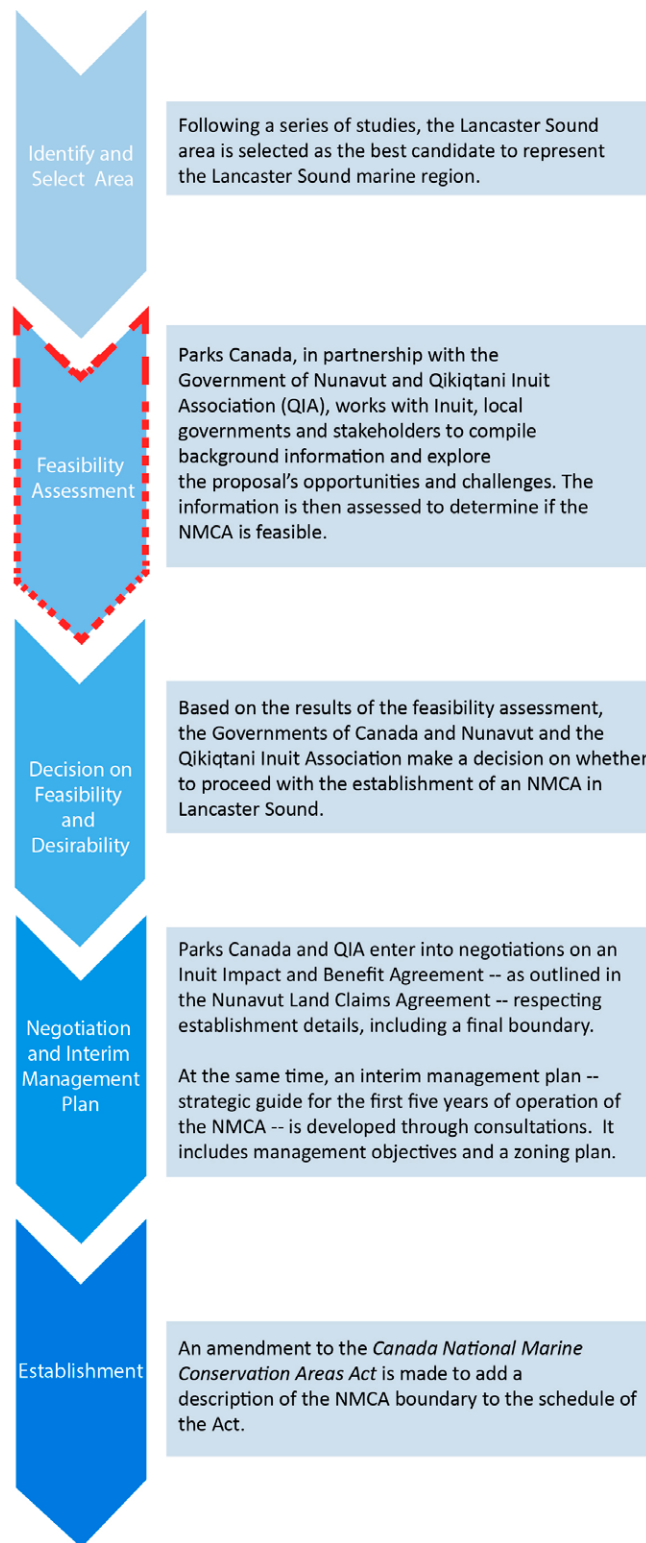 Identify and
Select Area
Following a series of studies, the Lancaster Sound
area is selected as the best candidate to represent
the Lancaster Sound marine region.
Feasibility
Assessment
Parks Canada, in partnership with the
Government of Nunavut and Qikiqtani Inuit
Association (QIA), works with Inuit, local
governments and stakeholders to compile
background information and explore
the proposal's opportunities and challenges. The
information is then assessed to determine if the
NMCA is feasible.
Decision on
Feasibility
and
Desirability
Based on the results of the feasibility assessment,
the Governments of Canada and Nunavut and the
Qikiqtani Inuit Association make a decision on whether
to proceed with the establishment of an NMCA in
Lancaster Sound.
Negotiation
and Interim
Management
Plan
Parks Canada and QIA enter into negotiations on an
Inuit Impact and Benefit Agreement -- as outlined in
the Nunavut Land Claims Agreement -- respecting
establishment details, including a final boundary.
At the same time, an interim management plan --
strategic guide for the first five years of operation of
the NMCA -- is developed through consultations.  It
includes management objectives and a zoning plan.
Establishment
An amendment to the Canada National Marine
Conservation Areas Act is made to add a
description of the NMCA boundary to the schedule of
the Act.